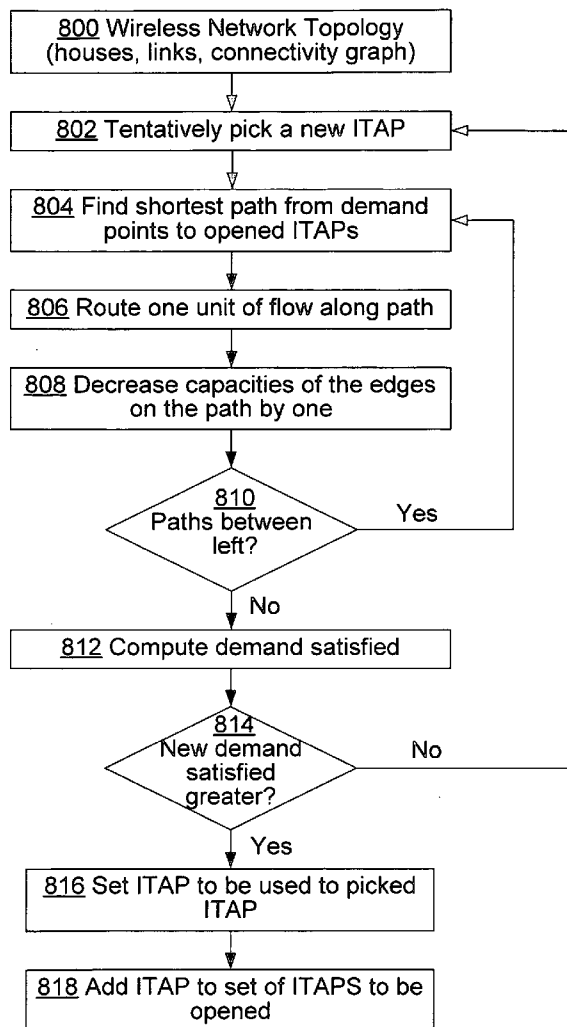 800 Wireless Network Topology
(houses, links, connectivity graph)
802 Tentatively pick a new ITAP
804 Find shortest path from demand
points to opened ITAPs
806 Route one unit of flow along path
808 Decrease capacities of the edges
on the path by one
810
Paths between
left?
Yes
No
812 Compute demand satisfied
814
New demand
satisfied
greater?
No
Yes
816 Set ITAP to be used to picked
ITAP
818 Add ITAP to set of ITAPS to be
opened